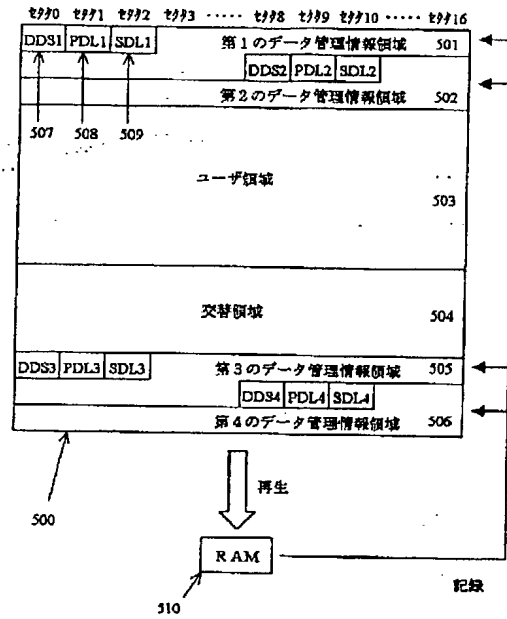 セクタ0 セクタ1 セクタ2 セクタ3 ····· セクタ8 セクタ9 セクタ10 ····· セクタ16
DDS1 PDL1 SDL1 第1のデータ管理情報領域 501
DDS2 PDL2 SDL2
第2のデータ管理情報領域 502
507 508 509
ユーザ領域
503
交替領域 504
DDS3 PDL3 SDL3 第3のデータ管理情報領域 505
DDS4 PDL4 SDL4
第4のデータ管理情報領域 506
500
再生
RAM
記録
510